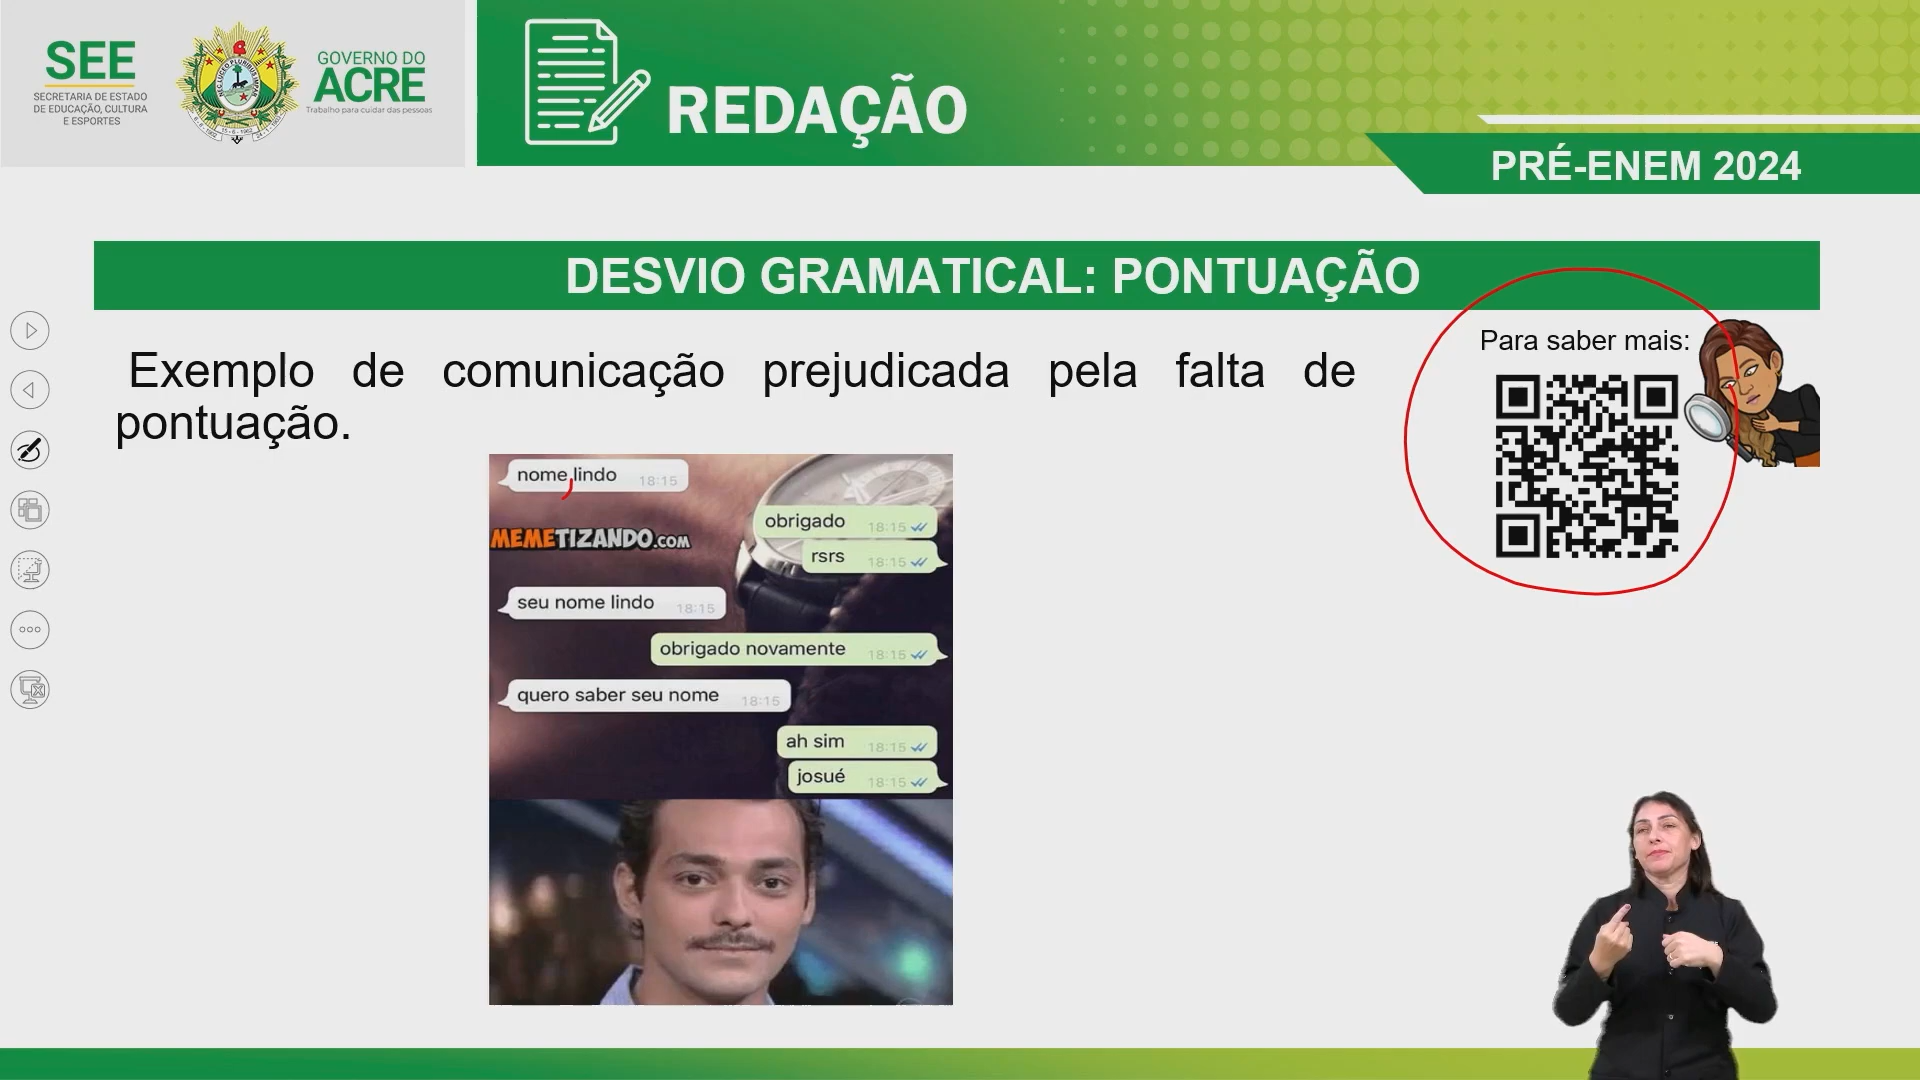 SEE
SECRETARIA DE ESTADO
DE EDUCAÇÃO, CULTURA
E ESPORTES
GOVERNO DO
ACRE
Trabalho para cuidar das pessoas
REDAÇÃO
PRÉ-ENEM 2024
DESVIO GRAMATICAL: PONTUAÇÃO
Exemplo de comunicação prejudicada pela falta de
pontuação.
Para saber mais:
nome lindo 18:15
obrigado 18:15
MEMETIZANDO.COM
rsrs 18:15
seu nome lindo 18:15
obrigado novamente 18:15
quero saber seu nome 18:15
ah sim 18:15
josué 18:15